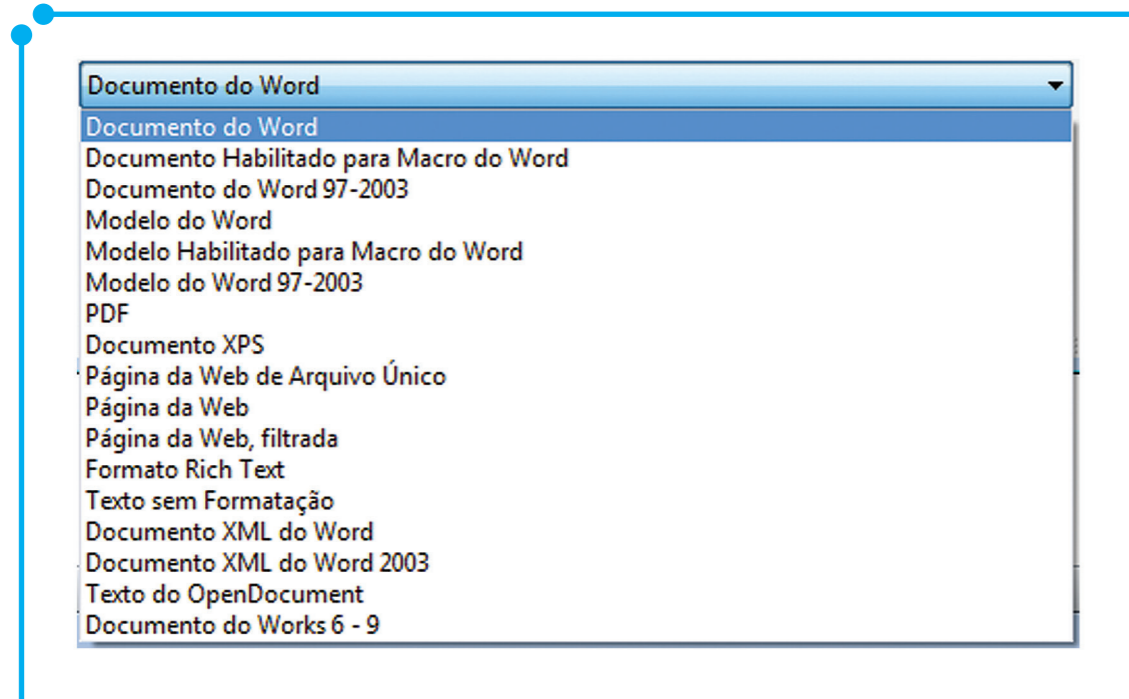 Documento do Word
Documento do Word
Documento Habilitado para Macro do Word
Documento do Word 97-2003
Modelo do Word
Modelo Habilitado para Macro do Word
Modelo do Word 97-2003
PDF
Documento XPS
Página da Web de Arquivo Único
Página da Web
Página da Web, filtrada
Formato Rich Text
Texto sem Formatação
Documento XML do Word
Documento XML do Word 2003
Texto do OpenDocument
Documento do Works 6 - 9